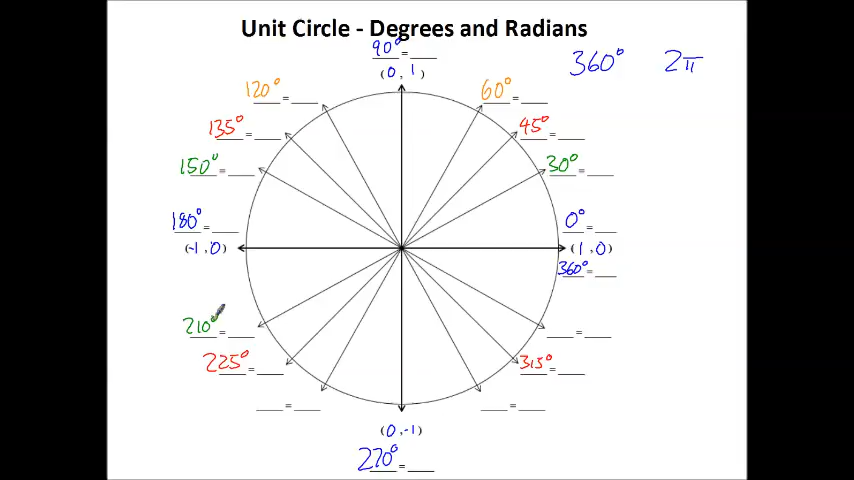 Unit Circle - Degrees and Radians
90° = ___
360° 2π
(0, 1)
120° = ___
60° = ___
135° = ___
45° = ___
150° = ___
30° = ___
180° = ___
0° = ___
(-1, 0)
(1, 0)
360° = ___
210° = ___
___ = ___
225° = ___
315° = ___
___ = ___
___ = ___
(0, -1)
270° = ___